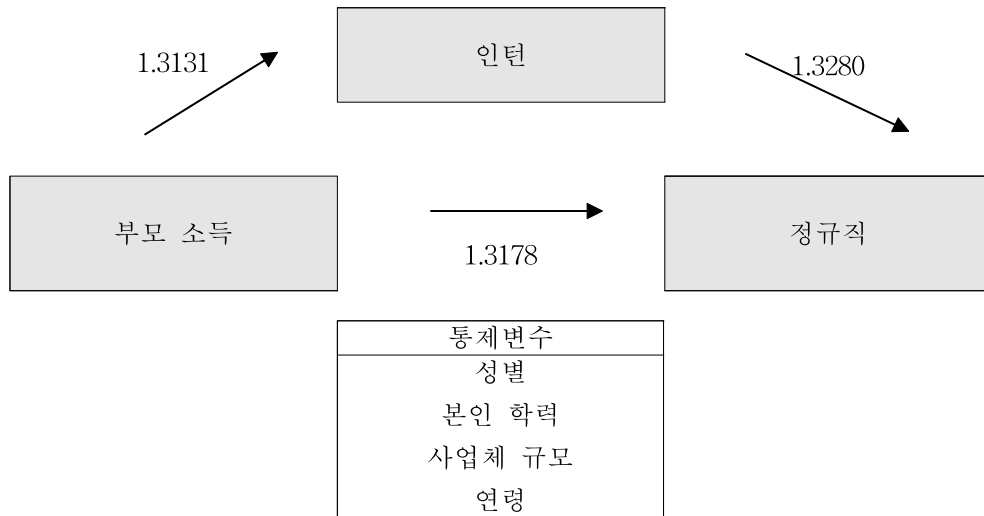 인턴
1.3131
1.3280
부모 소득
정규직
1.3178
통제변수
성별
본인 학력
사업체 규모
연령